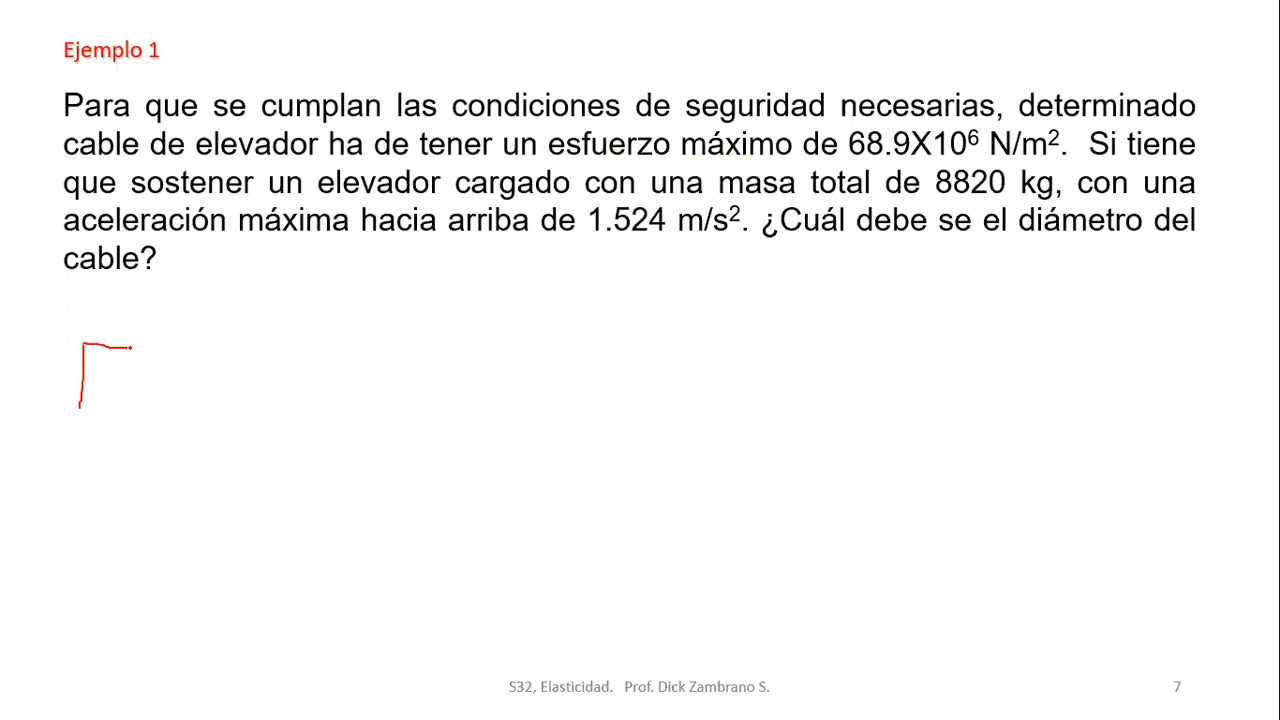 Ejemplo 1
Para que se cumplan las condiciones de seguridad necesarias, determinado
cable de elevador ha de tener un esfuerzo máximo de 68.9X10⁶ N/m². Si tiene
que sostener un elevador cargado con una masa total de 8820 kg, con una
aceleración máxima hacia arriba de 1.524 m/s². ¿Cuál debe se el diámetro del
cable?
S32, Elasticidad. Prof. Dick Zambrano S.
7